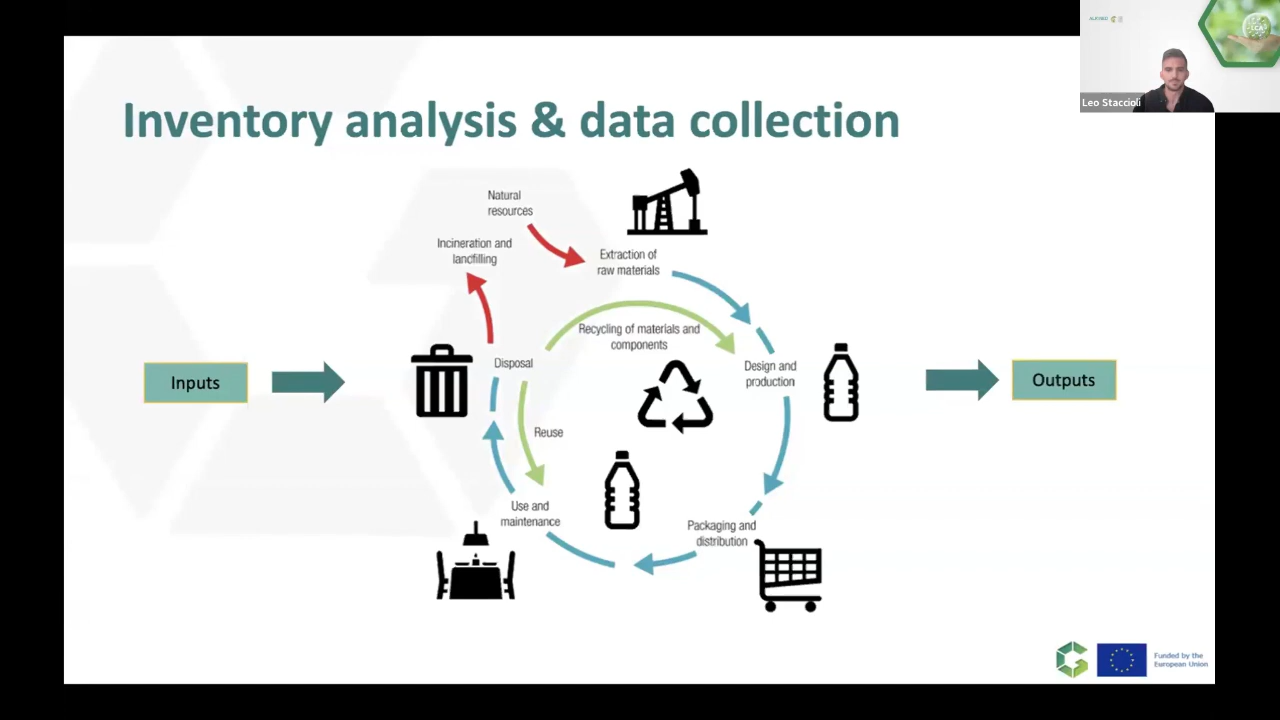 Inventory analysis & data collection
Leo Staccioli
LCA
Natural
resources
Incineration and
landfilling
Extraction of
raw materials
Recycling of materials and
components
Disposal
Design and
production
Inputs
Outputs
Reuse
Use and
maintenance
Packaging and
distribution
Funded by the
European Union